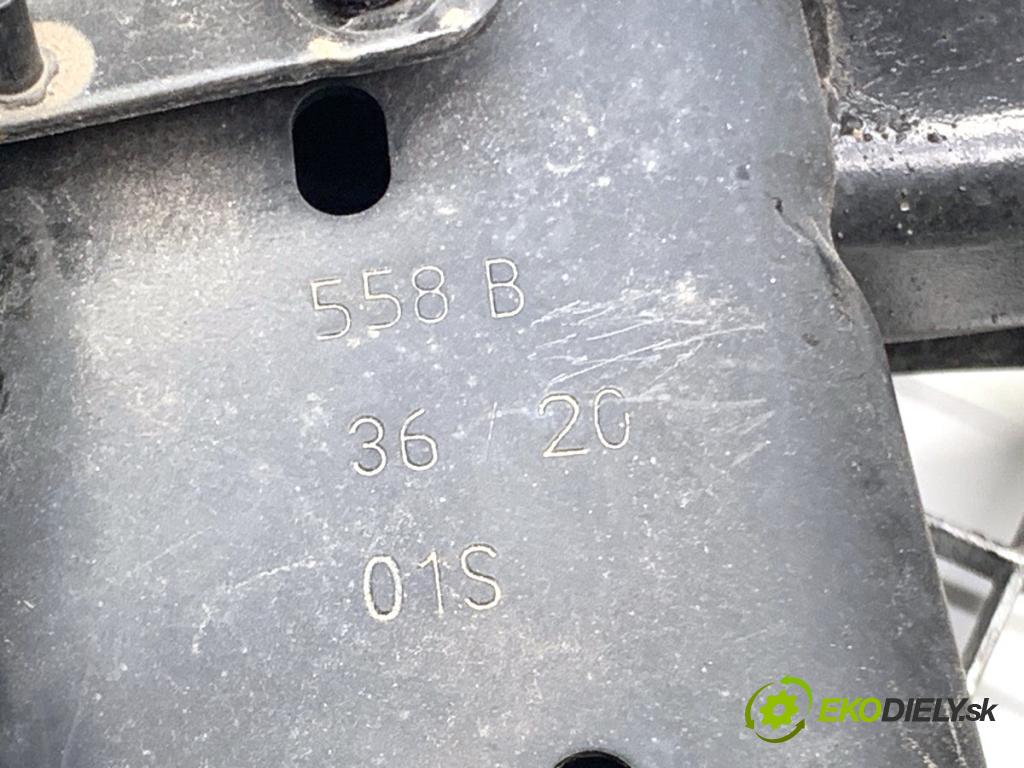 558 B
36 / 20
01S
EKODIELY.sk